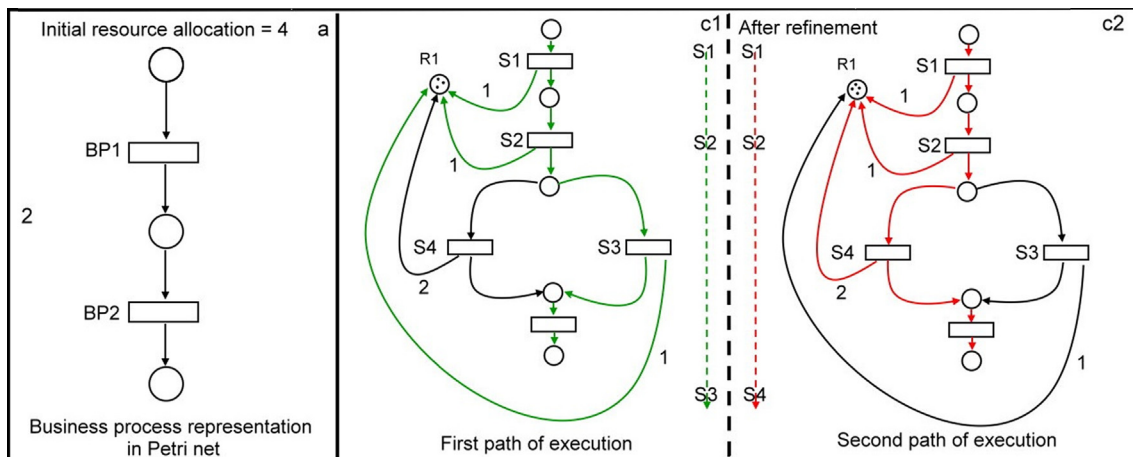 Initial resource allocation = 4
a
BP1
2
BP2
Business process representation
in Petri net
c1
S1
R1
1
S2
1
S4
S3
2
1
S1
S2
S3
First path of execution
After refinement
c2
S1
S2
S4
S1
R1
1
S2
1
S4
S3
2
1
Second path of execution